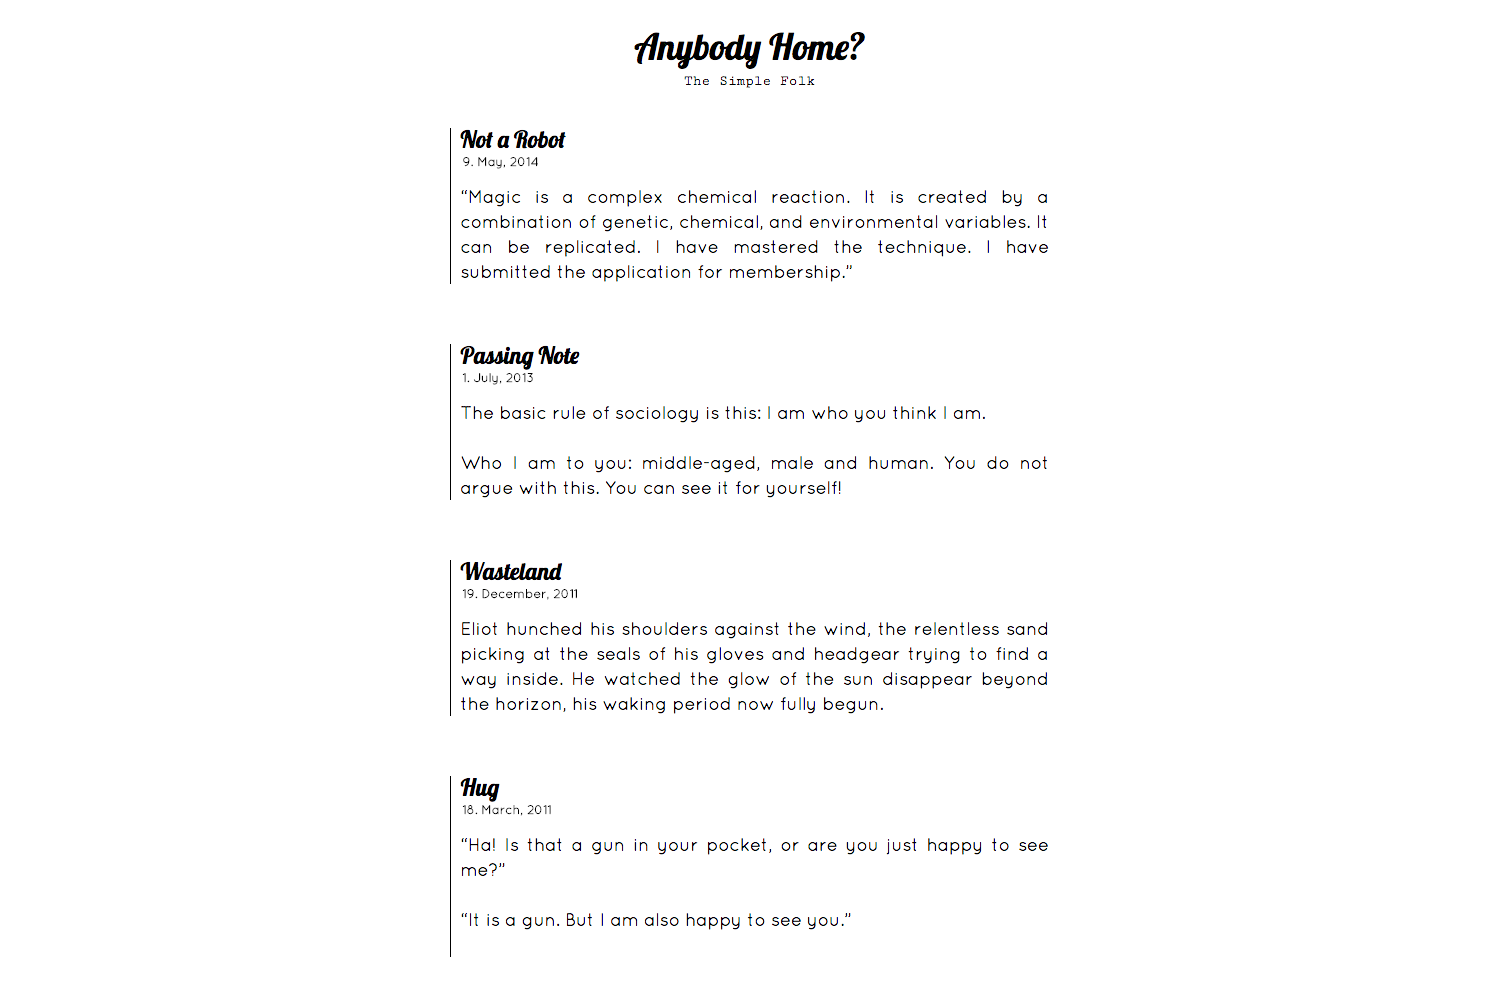 Anybody Home?
The Simple Folk
Not a Robot
9. May, 2014
“Magic is a complex chemical reaction. It is created by a
combination of genetic, chemical, and environmental variables. It
can be replicated. I have mastered the technique. I have
submitted the application for membership.”
Passing Note
1. July, 2013
The basic rule of sociology is this: I am who you think I am.
Who I am to you: middle-aged, male and human. You do not
argue with this. You can see it for yourself!
Wasteland
19. December, 2011
Eliot hunched his shoulders against the wind, the relentless sand
picking at the seals of his gloves and headgear trying to find a
way inside. He watched the glow of the sun disappear beyond
the horizon, his waking period now fully begun.
Hug
18. March, 2011
“Ha! Is that a gun in your pocket, or are you just happy to see
me?”
“It is a gun. But I am also happy to see you.”